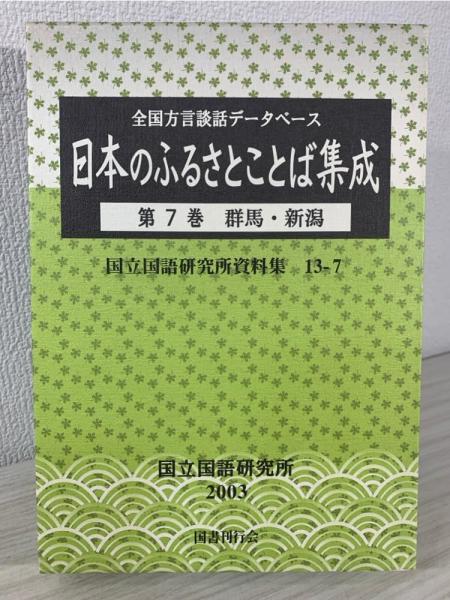 全国方言談話データベース
日本のふるさとことば集成
第7巻 群馬・新潟
国立国語研究所資料集 13-7
国立国語研究所
2003
国書刊行会